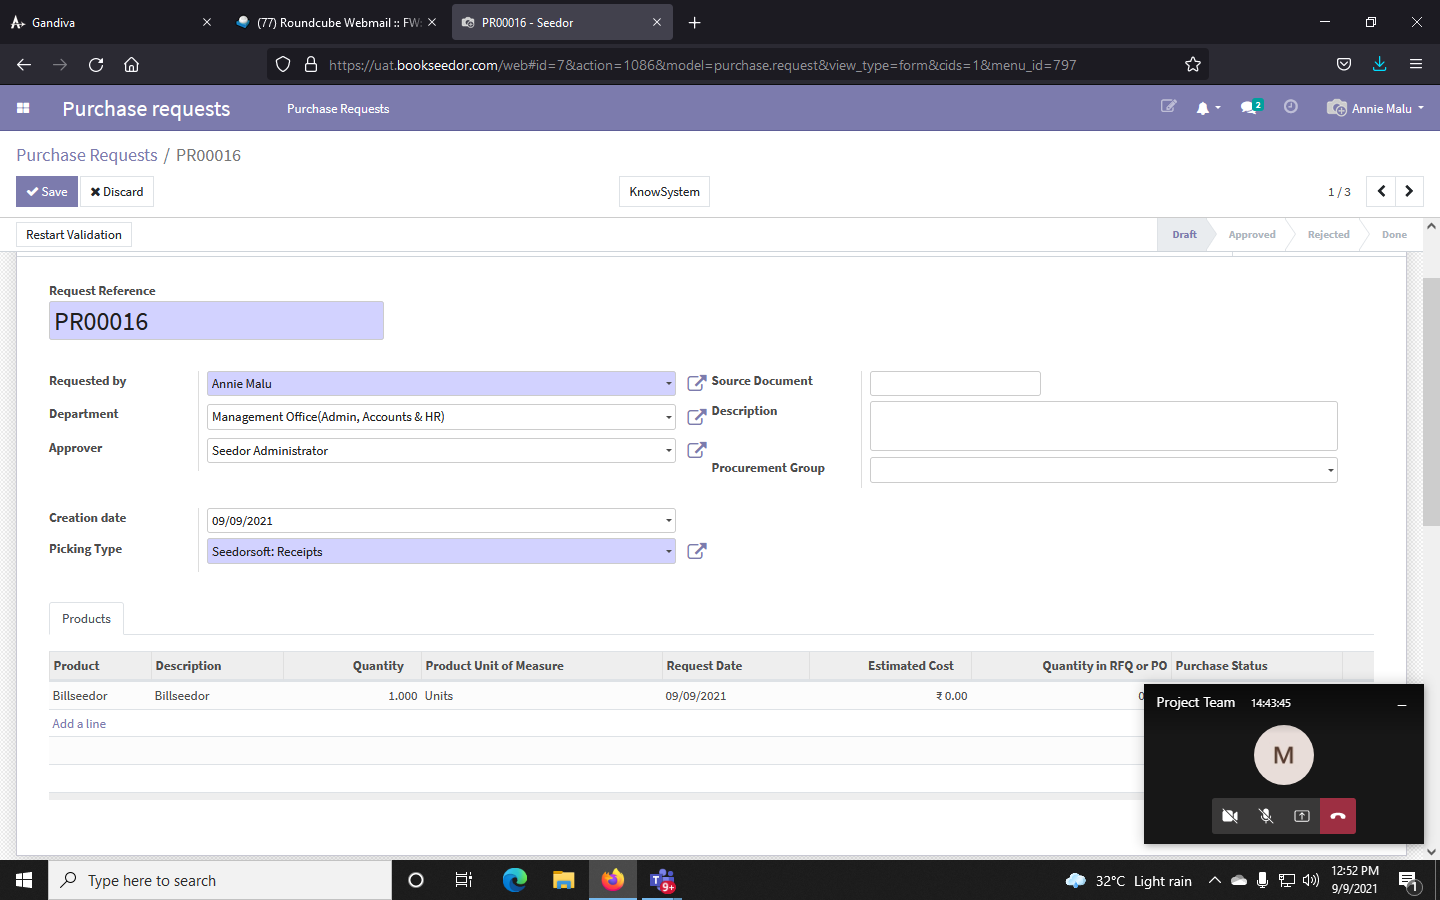 Gandiva
(77) Roundcube Webmail :: FW:
PR00016 - Seedor
https://uat.bookseedor.com/web#id=7&action=1086&model=purchase.request&view_type=form&cids=1&menu_id=797
Purchase requests
Purchase Requests
2
Annie Malu
Purchase Requests / PR00016
Save
Discard
KnowSystem
1 / 3
Restart Validation
Draft
Approved
Rejected
Done
Request Reference
PR00016
Requested by
Annie Malu
Source Document
Department
Management Office(Admin, Accounts & HR)
Description
Approver
Seedor Administrator
Procurement Group
Creation date
09/09/2021
Picking Type
Seedorsoft: Receipts
Products
Product Description Quantity Product Unit of Measure Request Date Estimated Cost Quantity in RFQ or PO Purchase Status
Billseedor Billseedor 1.000 Units 09/09/2021 ₹ 0.00 0
Add a line
Project Team 14:43:45
M
Type here to search
9+
32°C Light rain
12:52 PM
9/9/2021
1